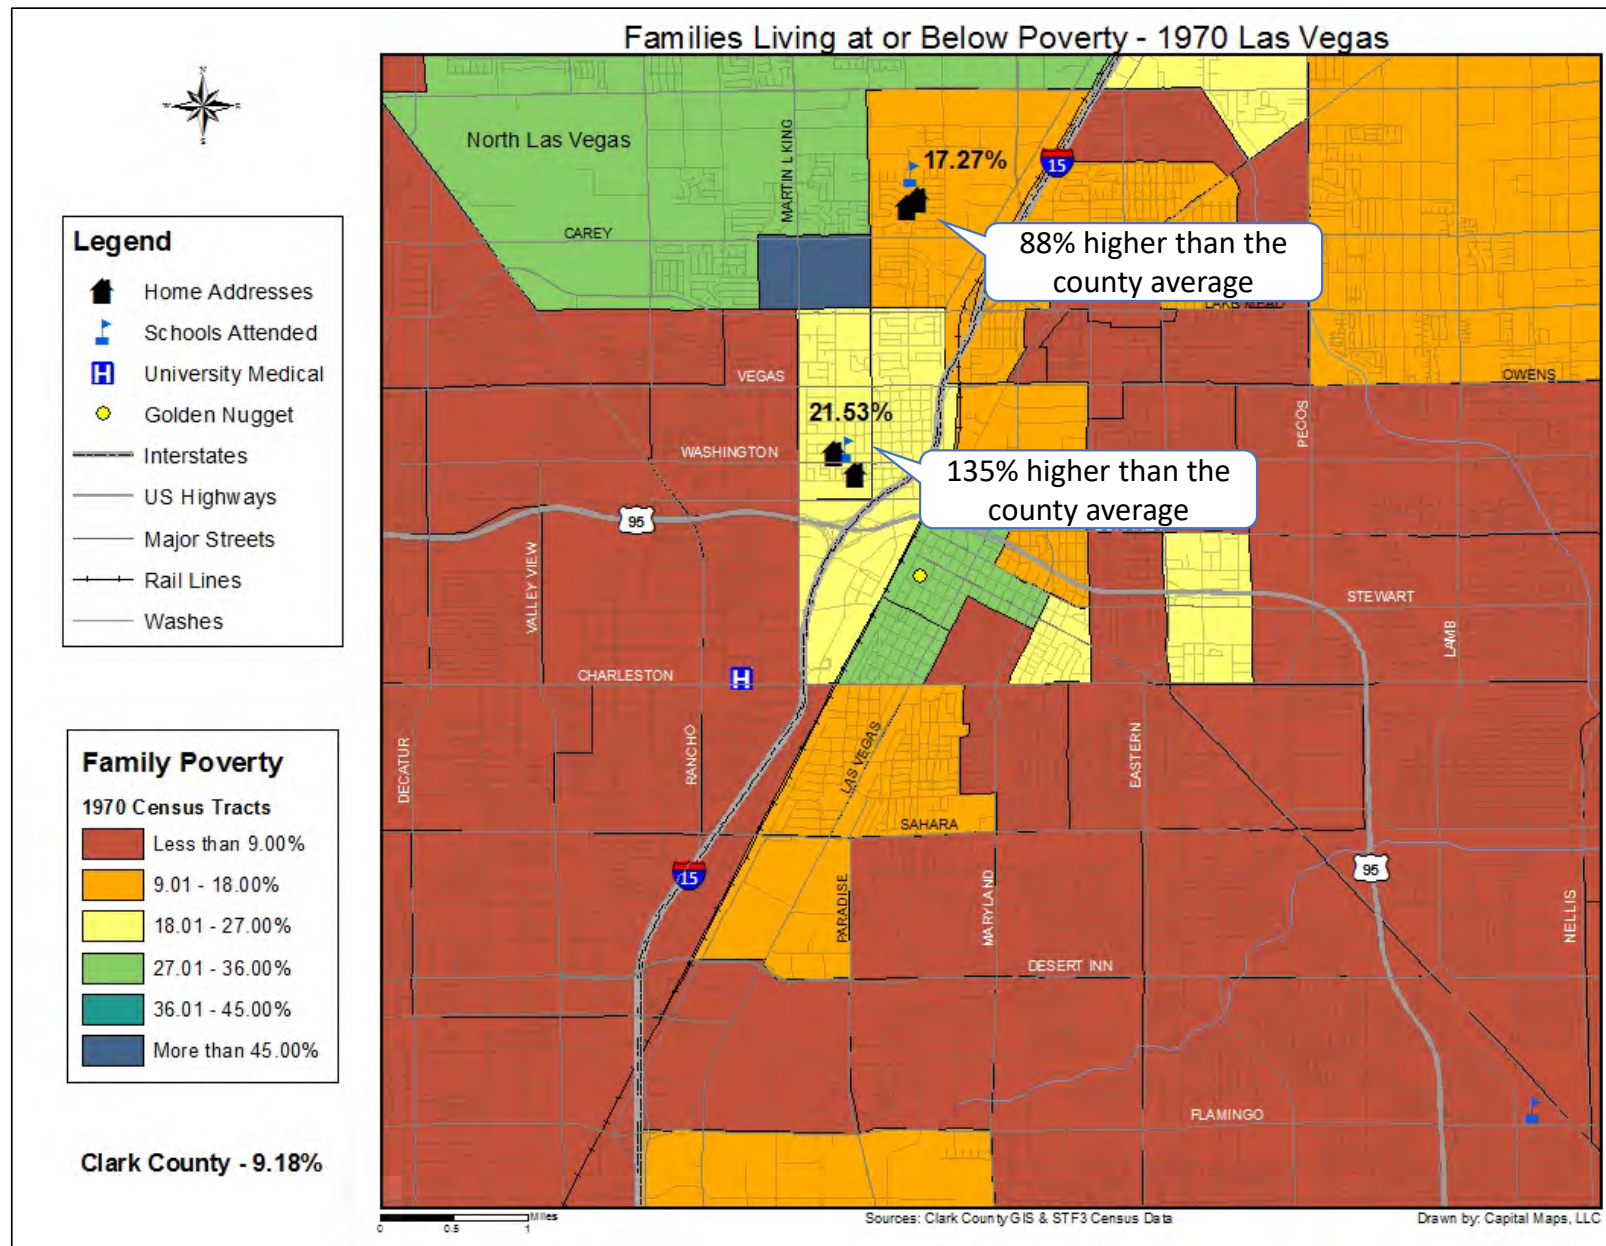 Families Living at or Below Poverty - 1970 Las Vegas
N
W
E
S
Legend
Home Addresses
Schools Attended
H University Medical
Golden Nugget
Interstates
US Highways
Major Streets
Rail Lines
Washes
Family Poverty
1970 Census Tracts
Less than 9.00%
9.01 - 18.00%
18.01 - 27.00%
27.01 - 36.00%
36.01 - 45.00%
More than 45.00%
Clark County - 9.18%
North Las Vegas
MARTIN L KING
17.27%
15
CAREY
88% higher than the
county average
LAKE MEAD
VEGAS
OWENS
21.53%
PECOS
WASHINGTON
135% higher than the
county average
95
VALLEY VIEW
STEWART
LAMB
CHARLESTON
H
DECATUR
RANCHO
LAS VEGAS
EASTERN
SAHARA
15
95
PARADISE
MARYLAND
NELLIS
DESERT INN
FLAMINGO
0 0.5 1 Miles
Sources: Clark County GIS & STF3 Census Data
Drawn by: Capital Maps, LLC